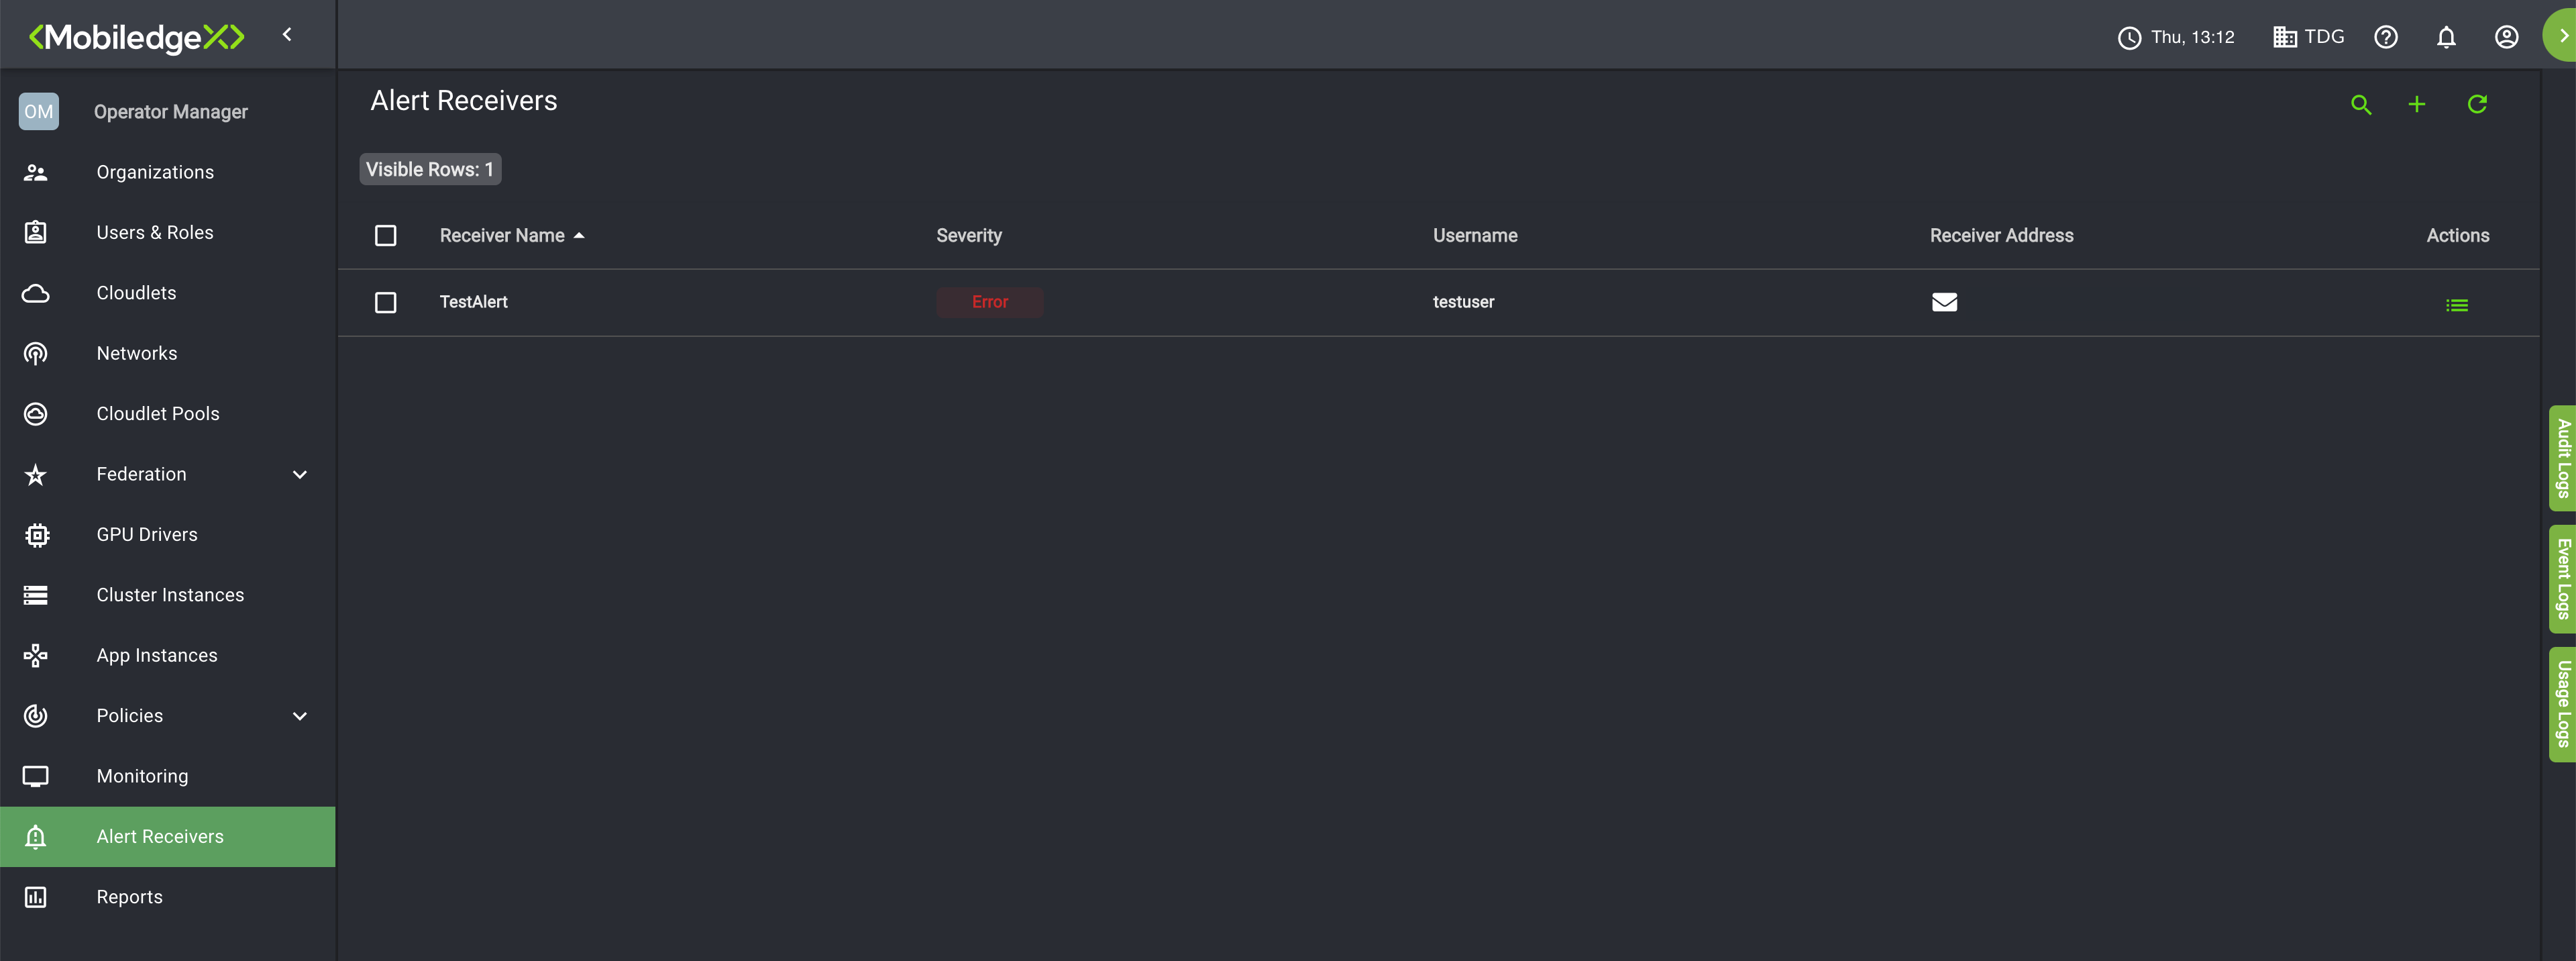 MobiledgeX
Thu, 13:12
TDG
OM
Operator Manager
Organizations
Users & Roles
Cloudlets
Networks
Cloudlet Pools
Federation
GPU Drivers
Cluster Instances
App Instances
Policies
Monitoring
Alert Receivers
Reports
Alert Receivers
Visible Rows: 1
Receiver Name Severity Username Receiver Address Actions
TestAlert Error testuser
Audit Logs
Event Logs
Usage Logs